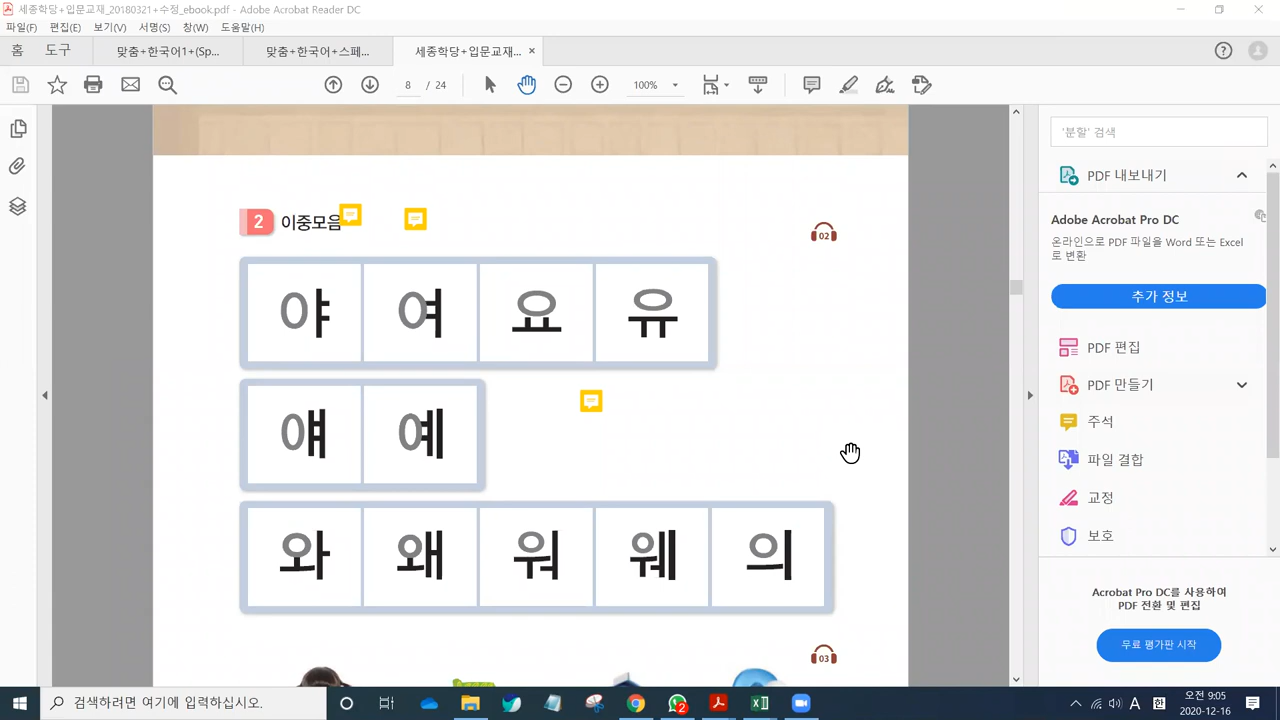 세종학당+입문교재_20180321+수정_ebook.pdf - Adobe Acrobat Reader DC
파일(F) 편집(E) 보기(V) 서명(S) 창(W) 도움말(H)
홈 도구 맞춤+한국어1+(Sp... 맞춤+한국어+스페... 세종학당+입문교재... ×
8 / 24 100%
'분할' 검색
PDF 내보내기
Adobe Acrobat Pro DC
온라인으로 PDF 파일을 Word 또는 Excel
로 변환
추가 정보
PDF 편집
PDF 만들기
주석
파일 결합
교정
보호
Acrobat Pro DC를 사용하여
PDF 전환 및 편집
무료 평가판 시작
2 이중모음
02
야 여 요 유
얘 예
와 왜 워 웨 의
03
검색하려면 여기에 입력하십시오.
2
A 한
오전 9:05
2020-12-16